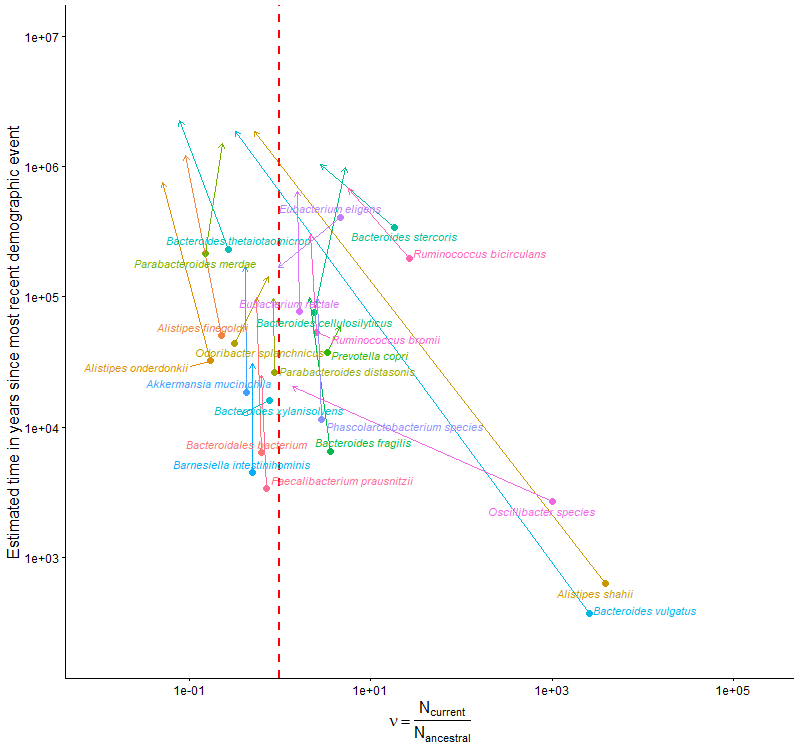 Estimated time in years since most recent demographic event
1e+07
1e+06
1e+05
1e+04
1e+03
Eubacterium eligens
Bacteroides thetaiotaomicron
Bacteroides stercoris
Ruminococcus bicirculans
Parabacteroides merdae
Eubacterium rectale
Bacteroides cellulosilyticus
Alistipes finegoldii
Ruminococcus bromii
Odoribacter splanchnicus
Prevotella copri
Alistipes onderdonkii
Parabacteroides distasonis
Akkermansia mucinichila
Bacteroides xylanisolvens
Phascolarctobacterium species
Bacteroidales bacterium
Bacteroides fragilis
Barnesiella intestinihominis
Faecalibacterium prausnitzii
Oscillibacter species
Alistipes shahii
Bacteroides vulgatus
1e-01
1e+01
1e+03
1e+05
ν = N current
N ancestral